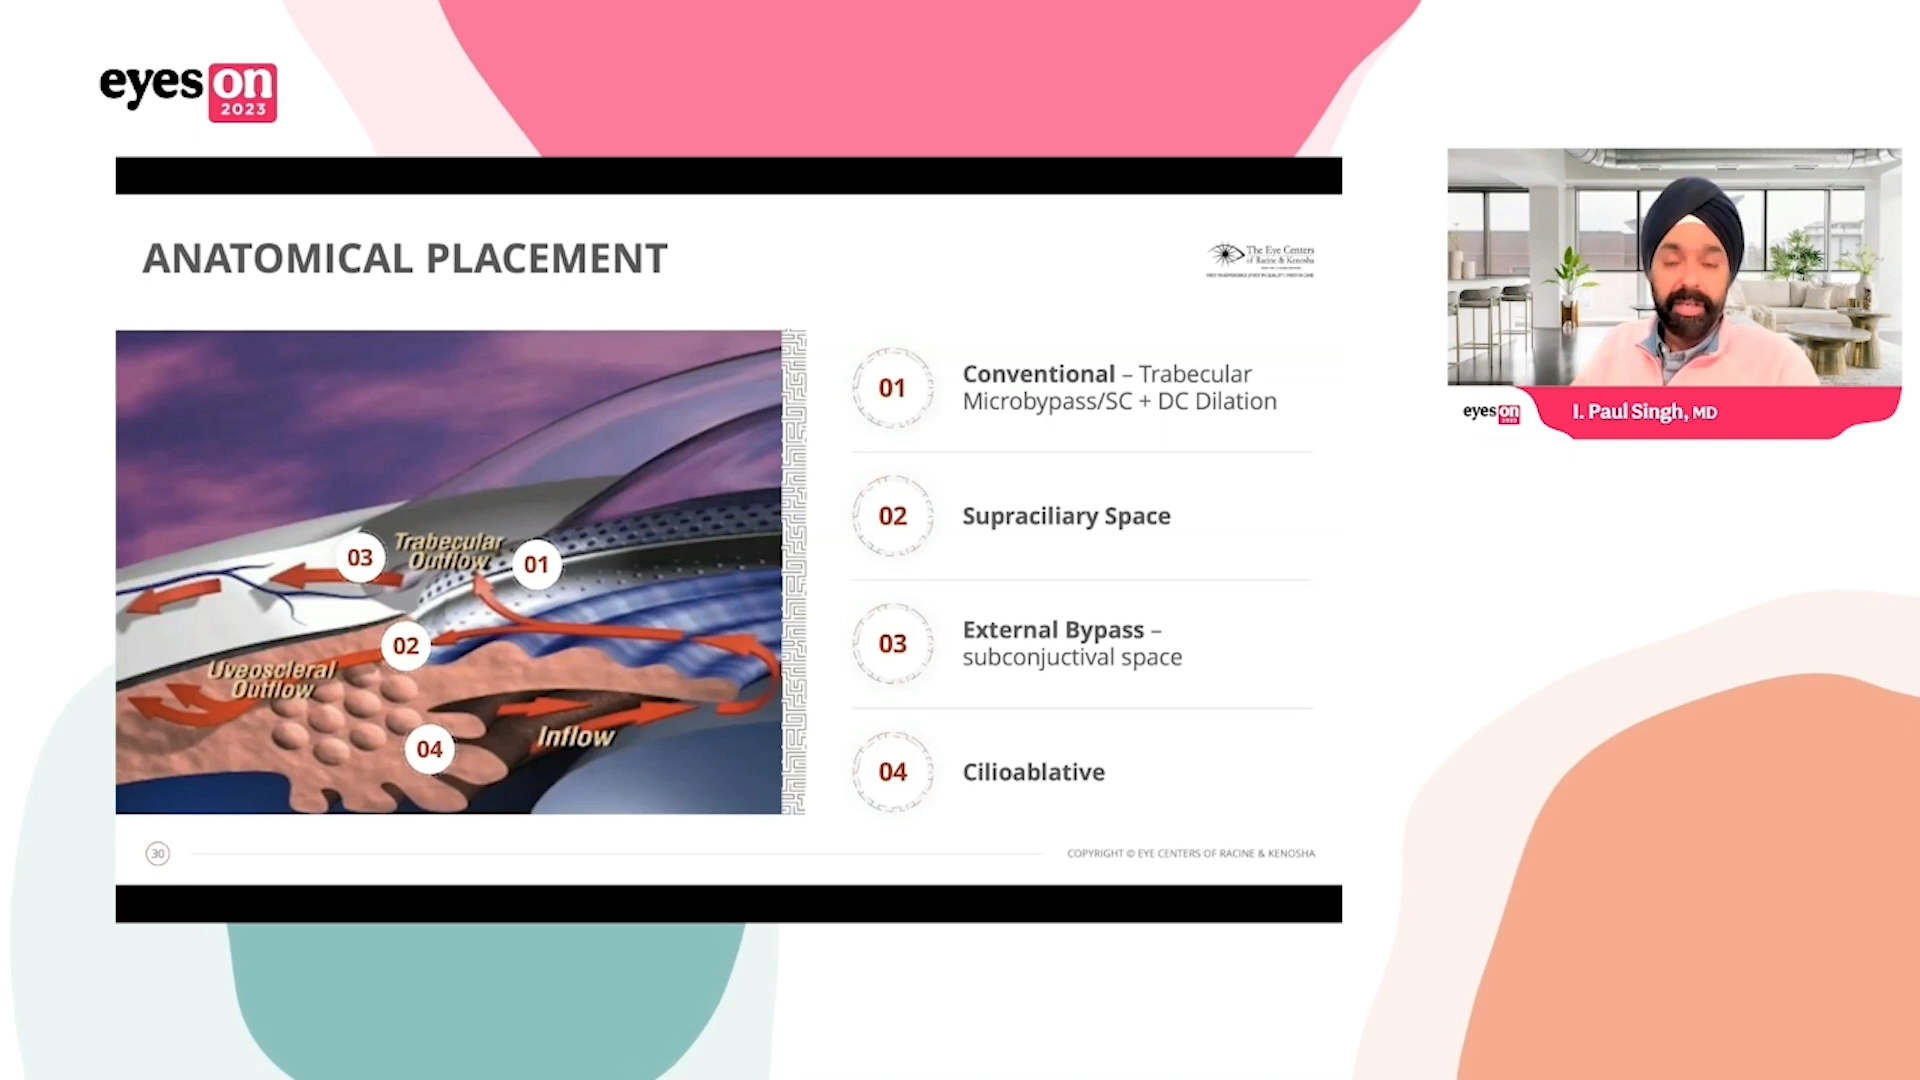 eyes on
2023
ANATOMICAL PLACEMENT
The Eye Centers
of Racine & Kenosha
Trabecular
Outflow
03
01
02
Uveoscleral
Outflow
04
Inflow
01
Conventional – Trabecular
Microbypass/SC + DC Dilation
02
Supraciliary Space
03
External Bypass –
subconjuctival space
04
Cilioablative
30
COPYRIGHT © EYE CENTERS OF RACINE & KENOSHA
eyes on
2023
I. Paul Singh, MD